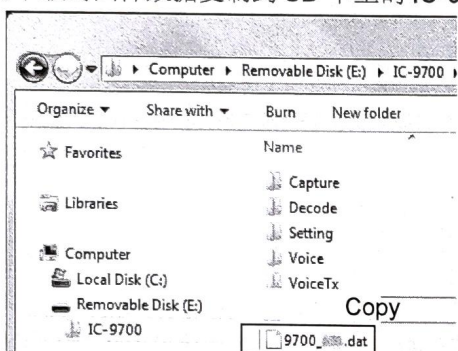 Computer ▸ Removable Disk (E:) ▸ IC-9700 ▸
Organize ▼ Share with ▼ Burn New folder
Favorites
Libraries
Computer
Local Disk (C:)
Removable Disk (E:)
IC-9700
Name
Capture
Decode
Setting
Voice
VoiceTx
Copy
9700_ .dat